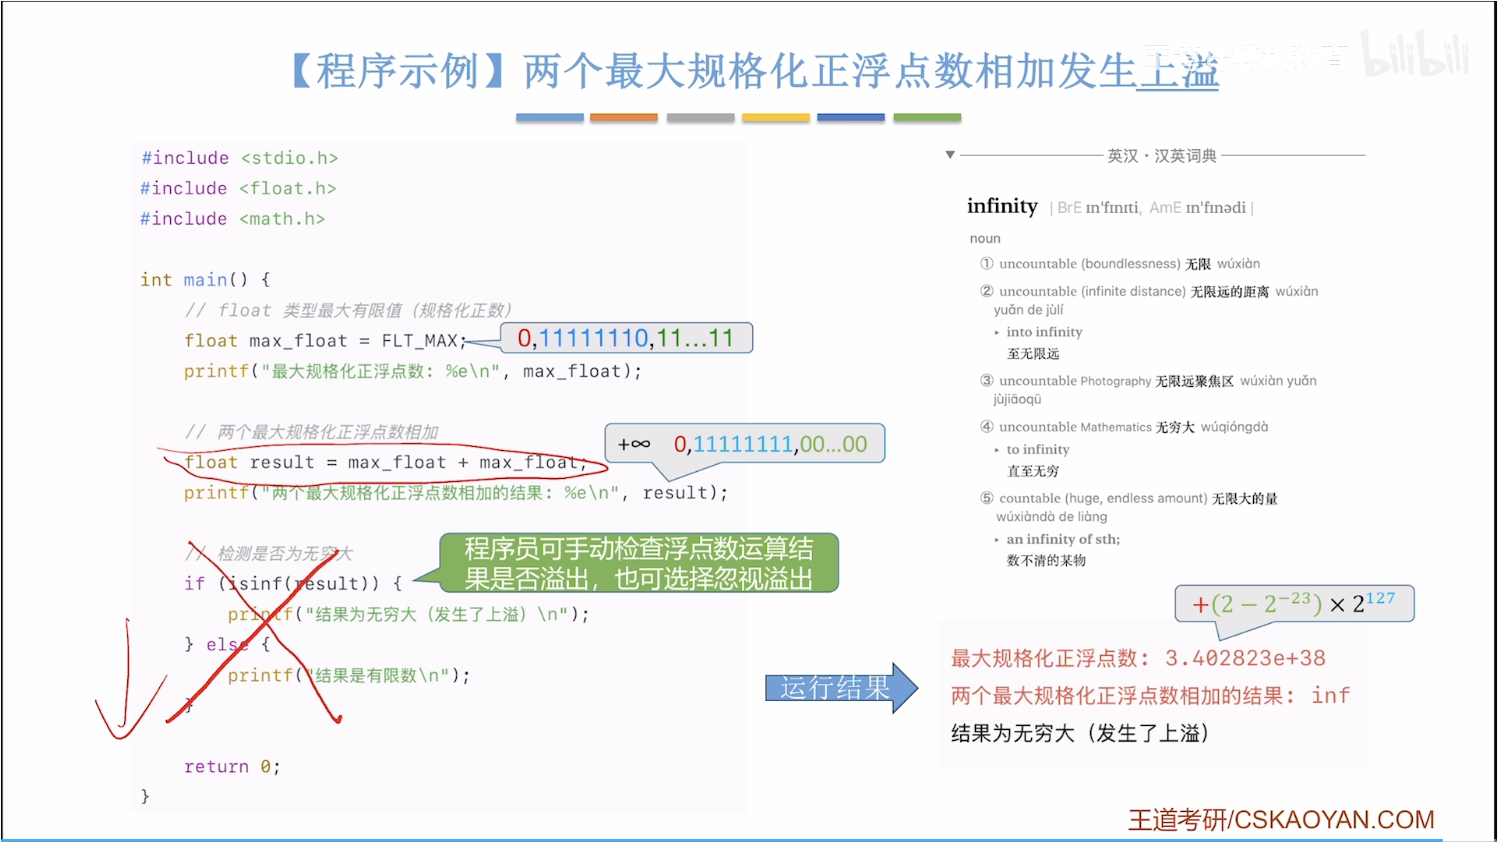 【程序示例】两个最大规格化正浮点数相加发生上溢
bilibili
#include <stdio.h>
#include <float.h>
#include <math.h>
int main() {
// float 类型最大有限值（规格化正数）
float max_float = FLT_MAX;
0,11111110,11...11
printf("最大规格化正浮点数: %e\n", max_float);
// 两个最大规格化正浮点数相加
float result = max_float + max_float;
+∞ 0,11111111,00...00
printf("两个最大规格化正浮点数相加的结果: %e\n", result);
// 检测是否为无穷大
if (isinf(result)) {
程序员可手动检查浮点数运算结
果是否溢出，也可选择忽视溢出
printf("结果为无穷大（发生了上溢）\n");
} else {
printf("结果是有限数\n");
}
return 0;
}
▼ 英汉·汉英词典
infinity | BrE ɪnˈfɪnɪti, AmE ɪnˈfɪnədi |
noun
① uncountable (boundlessness) 无限 wúxiàn
② uncountable (infinite distance) 无限远的距离 wúxiàn
yuǎn de jùlí
▸ into infinity
至无限远
③ uncountable Photography 无限远聚焦区 wúxiàn yuǎn
jùjiāoqū
④ uncountable Mathematics 无穷大 wúqióngdà
▸ to infinity
直至无穷
⑤ countable (huge, endless amount) 无限大的量
wúxiàndà de liàng
▸ an infinity of sth;
数不清的某物
+(2 − 2⁻²³) × 2¹²⁷
运行结果
最大规格化正浮点数: 3.402823e+38
两个最大规格化正浮点数相加的结果: inf
结果为无穷大（发生了上溢）
王道考研/CSKAOYAN.COM